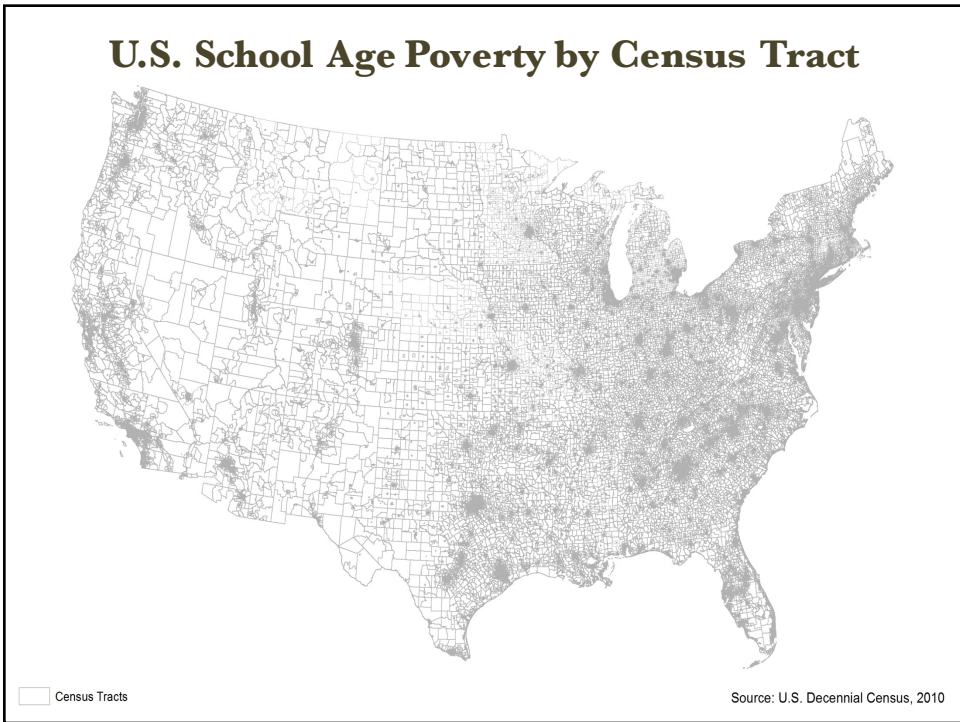 U.S. School Age Poverty by Census Tract
Census Tracts
Source: U.S. Decennial Census, 2010